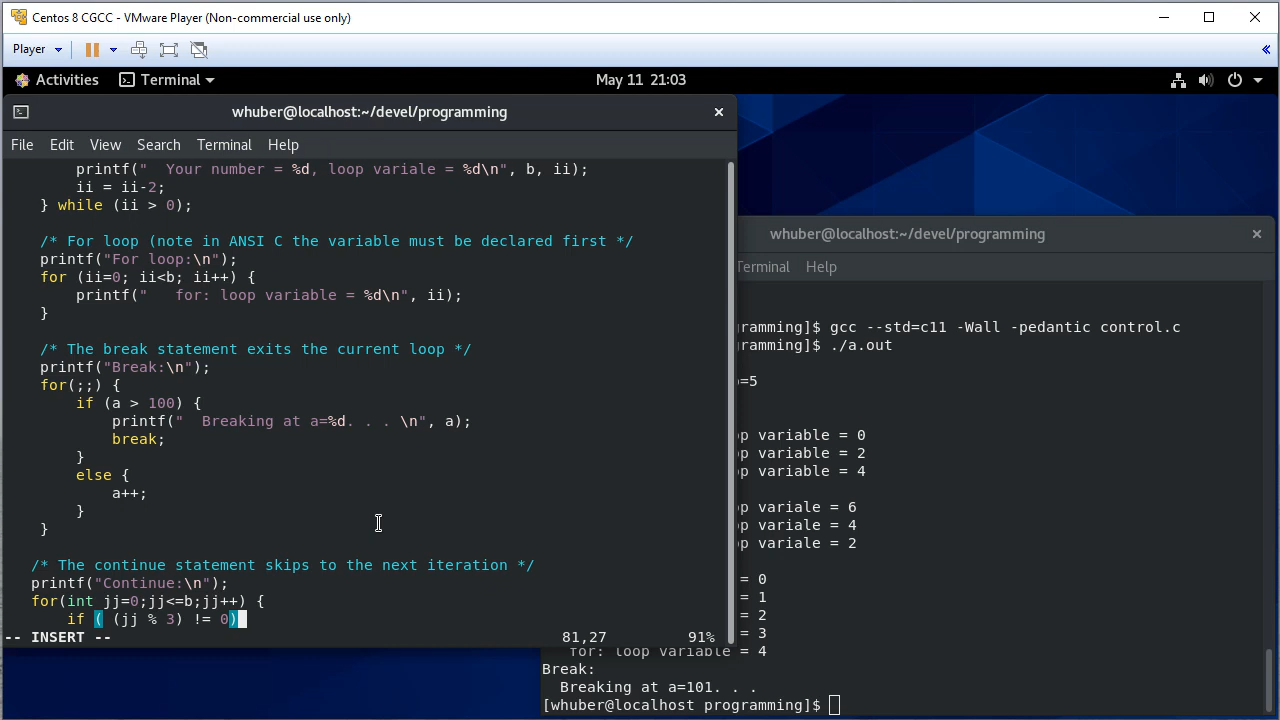 Centos 8 CGCC - VMware Player (Non-commercial use only)
Player
Activities Terminal May 11 21:03
whuber@localhost:~/devel/programming
File Edit View Search Terminal Help
printf("  Your number = %d, loop variale = %d\n", b, ii);
ii = ii-2;
} while (ii > 0);
/* For loop (note in ANSI C the variable must be declared first */
printf("For loop:\n");
for (ii=0; ii<b; ii++) {
printf("   for: loop variable = %d\n", ii);
}
/* The break statement exits the current loop */
printf("Break:\n");
for(;;) {
if (a > 100) {
printf("  Breaking at a=%d. . . \n", a);
break;
}
else {
a++;
}
}
/* The continue statement skips to the next iteration */
printf("Continue:\n");
for(int jj=0;jj<=b;jj++) {
if ( (jj % 3) != 0)
-- INSERT -- 81,27 91%
whuber@localhost:~/devel/programming
Terminal Help
ramming]$ gcc --std=c11 -Wall -pedantic control.c
ramming]$ ./a.out
=5
op variable = 0
op variable = 2
op variable = 4
op variale = 6
op variale = 4
op variale = 2
= 0
= 1
= 2
= 3
for: loop variable = 4
Break:
Breaking at a=101. . .
[whuber@localhost programming]$